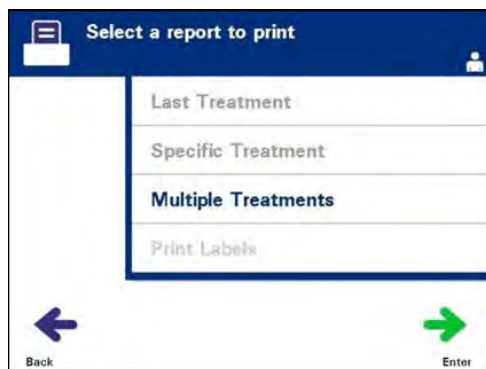 Select a report to print
Last Treatment
Specific Treatment
Multiple Treatments
Print Labels
Back
Enter